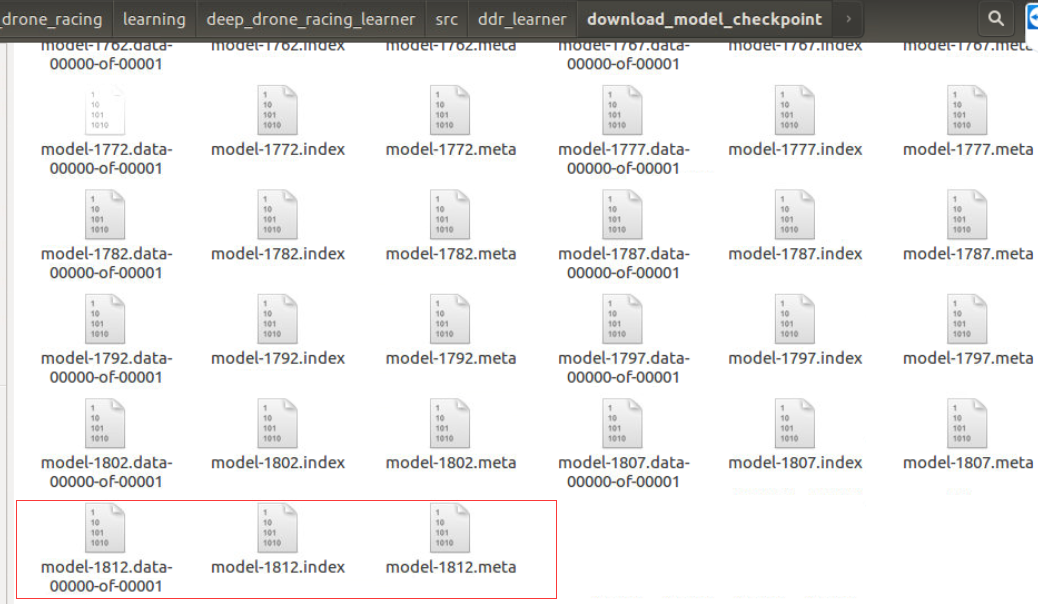 _drone_racing learning deep_drone_racing_learner src ddr_learner download_model_checkpoint
model-1762.data- model-1762.index model-1762.meta model-1767.data- model-1767.index model-1767.meta
00000-of-00001 00000-of-00001
model-1772.data- model-1772.index model-1772.meta model-1777.data- model-1777.index model-1777.meta
00000-of-00001 00000-of-00001
model-1782.data- model-1782.index model-1782.meta model-1787.data- model-1787.index model-1787.meta
00000-of-00001 00000-of-00001
model-1792.data- model-1792.index model-1792.meta model-1797.data- model-1797.index model-1797.meta
00000-of-00001 00000-of-00001
model-1802.data- model-1802.index model-1802.meta model-1807.data- model-1807.index model-1807.meta
00000-of-00001 00000-of-00001
model-1812.data- model-1812.index model-1812.meta
00000-of-00001